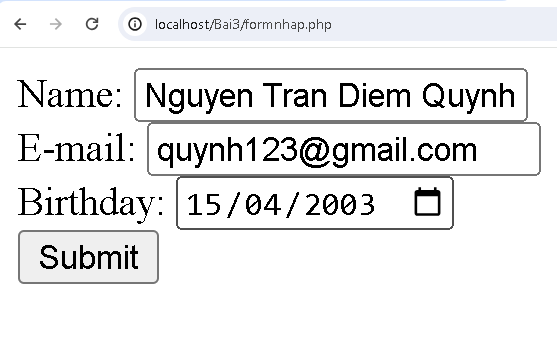 localhost/Bai3/formnhap.php
Name: Nguyen Tran Diem Quynh
E-mail: quynh123@gmail.com
Birthday: 15/04/2003
Submit